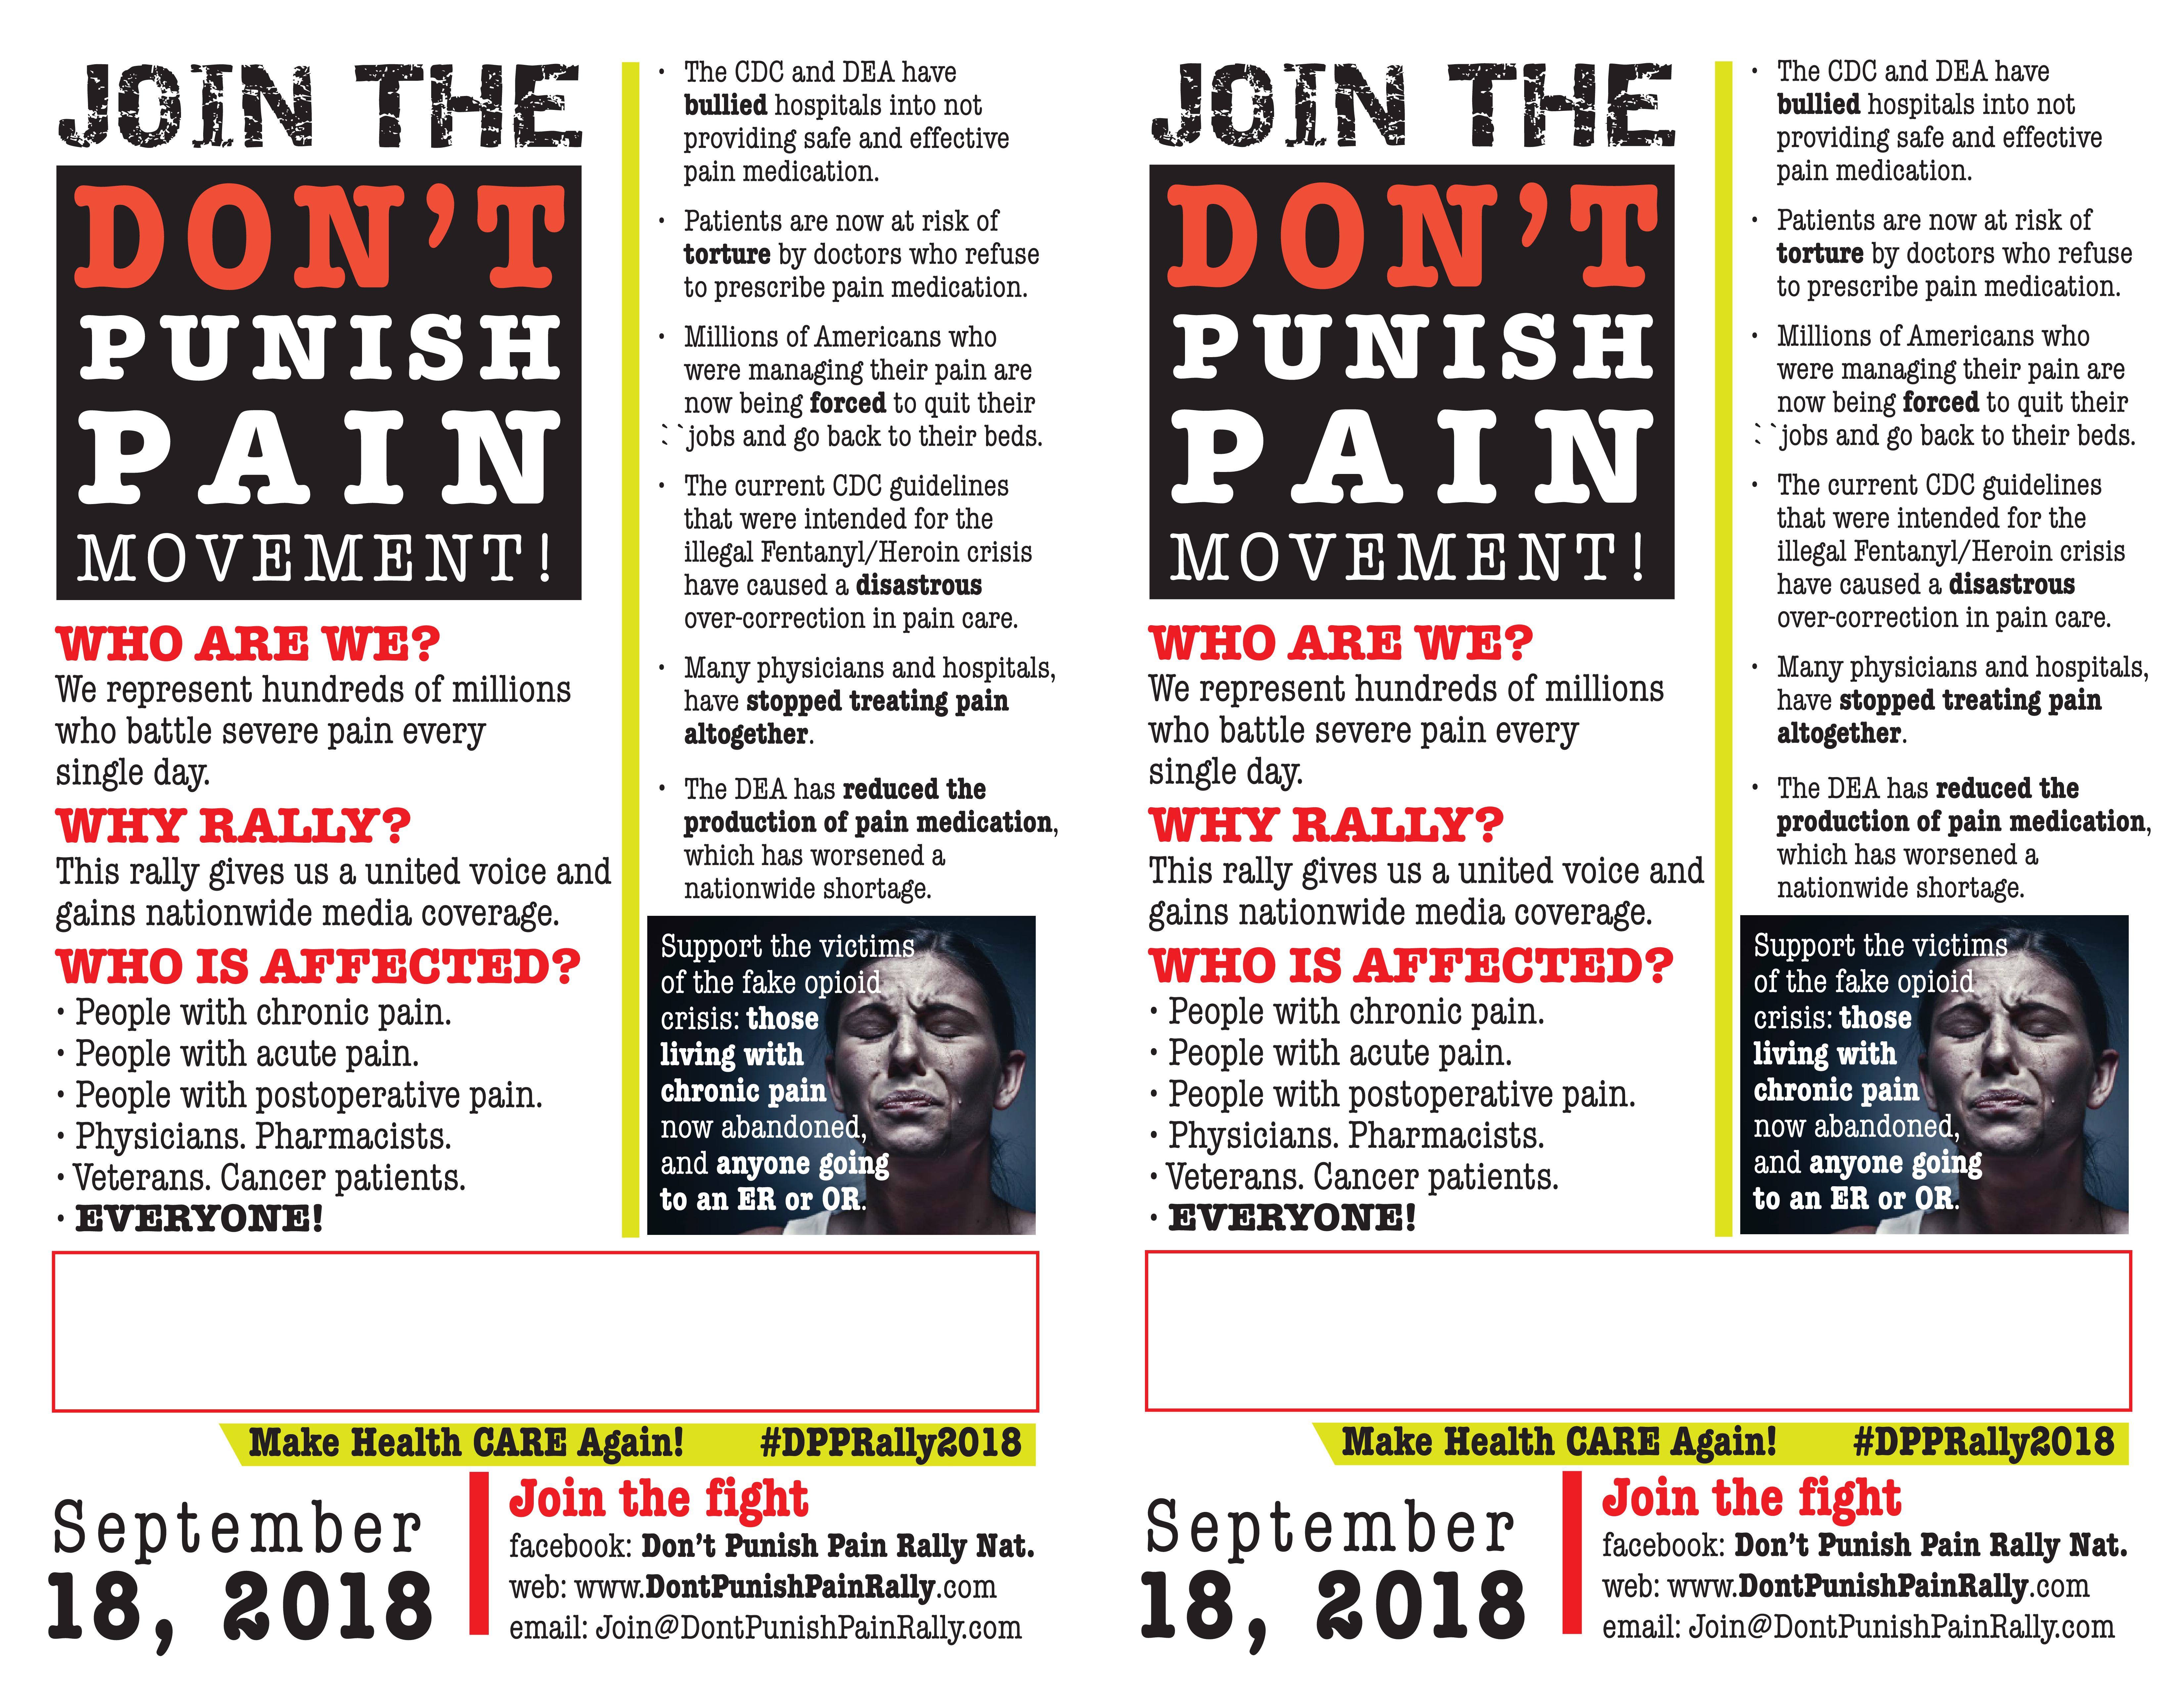 JOIN THE
DON'T
PUNISH
PAIN
MOVEMENT!
WHO ARE WE?
We represent hundreds of millions
who battle severe pain every
single day.
WHY RALLY?
This rally gives us a united voice and
gains nationwide media coverage.
WHO IS AFFECTED?
• People with chronic pain.
• People with acute pain.
• People with postoperative pain.
• Physicians. Pharmacists.
• Veterans. Cancer patients.
• EVERYONE!
• The CDC and DEA have
bullied hospitals into not
providing safe and effective
pain medication.
• Patients are now at risk of
torture by doctors who refuse
to prescribe pain medication.
• Millions of Americans who
were managing their pain are
now being forced to quit their
jobs and go back to their beds.
• The current CDC guidelines
that were intended for the
illegal Fentanyl/Heroin crisis
have caused a disastrous
over-correction in pain care.
• Many physicians and hospitals,
have stopped treating pain
altogether.
• The DEA has reduced the
production of pain medication,
which has worsened a
nationwide shortage.
Support the victims
of the fake opioid
crisis: those
living with
chronic pain
now abandoned,
and anyone going
to an ER or OR.
Make Health CARE Again! #DPPRally2018
September
18, 2018
Join the fight
facebook: Don't Punish Pain Rally Nat.
web: www.DontPunishPainRally.com
email: Join@DontPunishPainRally.com
JOIN THE
DON'T
PUNISH
PAIN
MOVEMENT!
WHO ARE WE?
We represent hundreds of millions
who battle severe pain every
single day.
WHY RALLY?
This rally gives us a united voice and
gains nationwide media coverage.
WHO IS AFFECTED?
• People with chronic pain.
• People with acute pain.
• People with postoperative pain.
• Physicians. Pharmacists.
• Veterans. Cancer patients.
• EVERYONE!
• The CDC and DEA have
bullied hospitals into not
providing safe and effective
pain medication.
• Patients are now at risk of
torture by doctors who refuse
to prescribe pain medication.
• Millions of Americans who
were managing their pain are
now being forced to quit their
jobs and go back to their beds.
• The current CDC guidelines
that were intended for the
illegal Fentanyl/Heroin crisis
have caused a disastrous
over-correction in pain care.
• Many physicians and hospitals,
have stopped treating pain
altogether.
• The DEA has reduced the
production of pain medication,
which has worsened a
nationwide shortage.
Support the victims
of the fake opioid
crisis: those
living with
chronic pain
now abandoned,
and anyone going
to an ER or OR.
Make Health CARE Again! #DPPRally2018
September
18, 2018
Join the fight
facebook: Don't Punish Pain Rally Nat.
web: www.DontPunishPainRally.com
email: Join@DontPunishPainRally.com